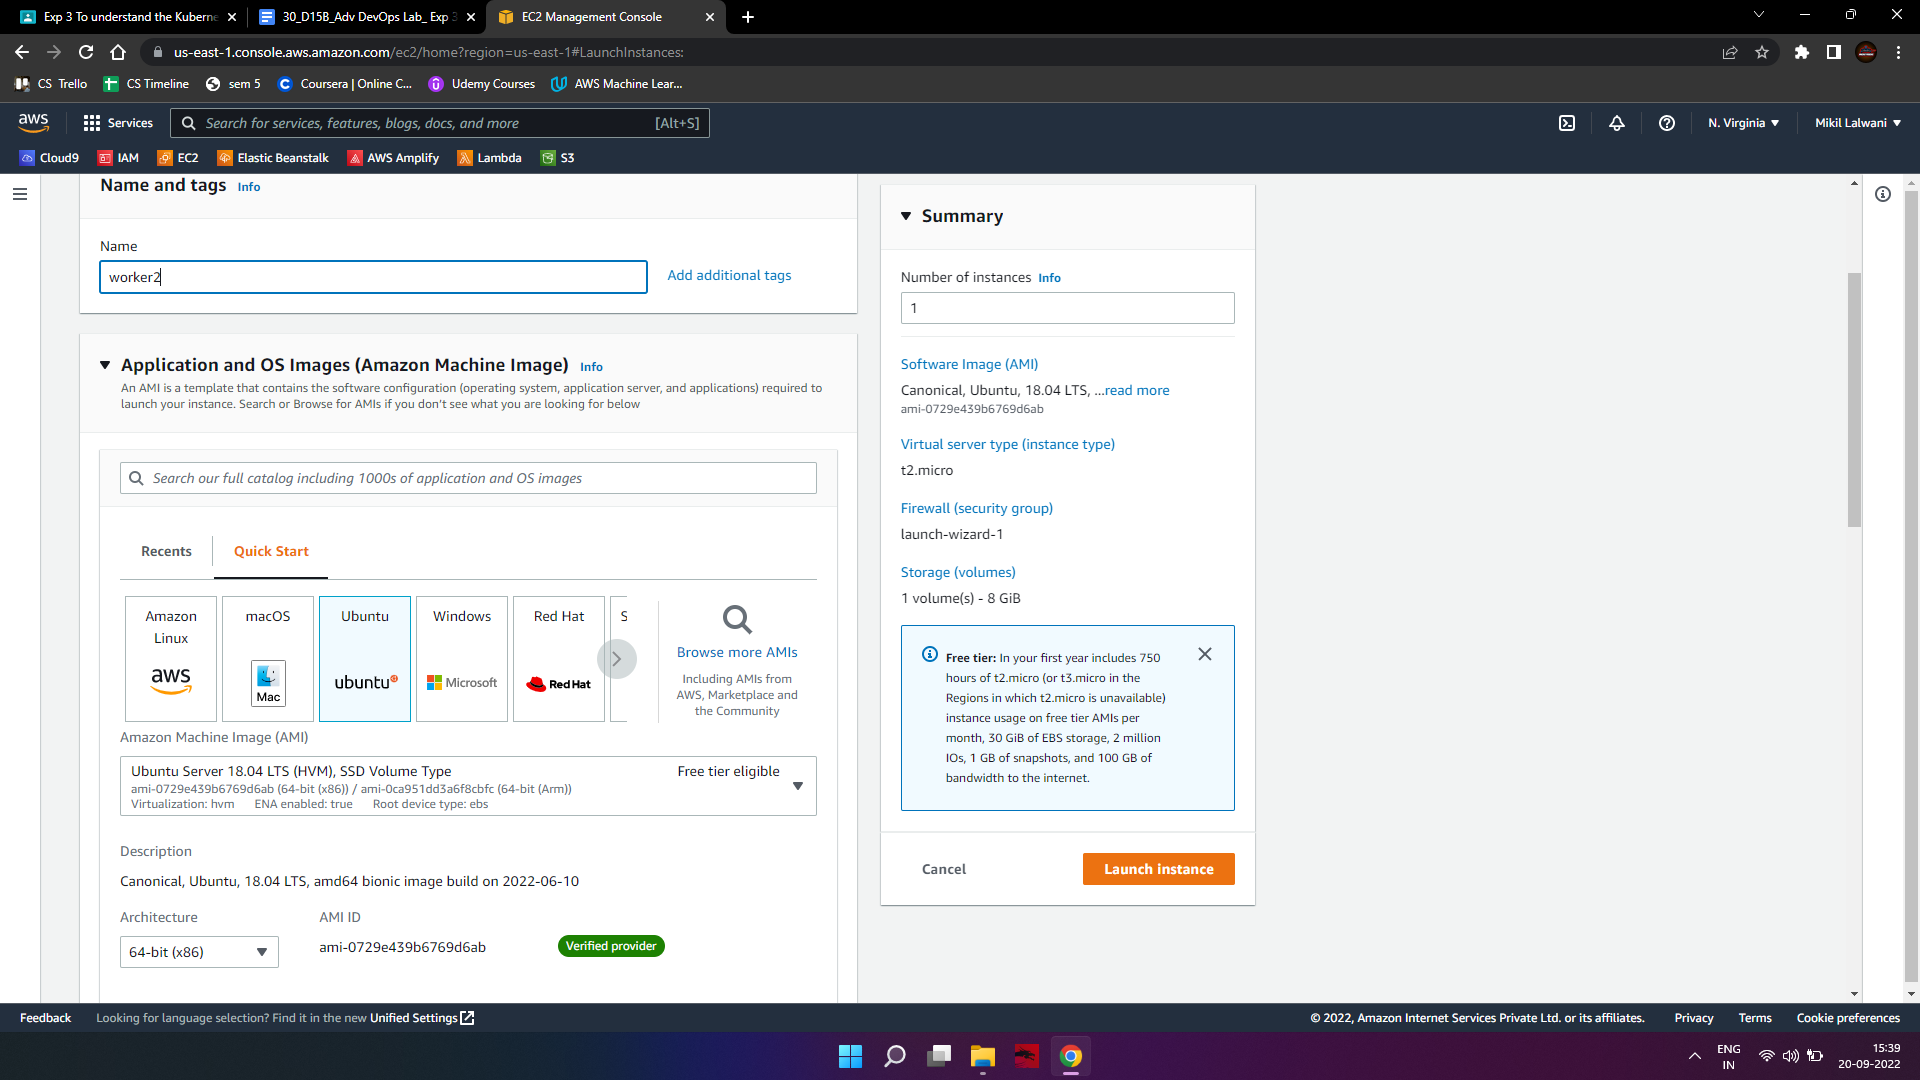 Exp 3 To understand the Kuberne
30_D15B_Adv DevOps Lab_ Exp 3
EC2 Management Console
us-east-1.console.aws.amazon.com/ec2/home?region=us-east-1#LaunchInstances:
CS Trello
CS Timeline
sem 5
Coursera | Online C...
Udemy Courses
AWS Machine Lear...
aws
Services
Search for services, features, blogs, docs, and more
[Alt+S]
N. Virginia
Mikil Lalwani
Cloud9
IAM
EC2
Elastic Beanstalk
AWS Amplify
Lambda
S3
Name and tags Info
Name
worker2
Add additional tags
Application and OS Images (Amazon Machine Image) Info
An AMI is a template that contains the software configuration (operating system, application server, and applications) required to
launch your instance. Search or Browse for AMIs if you don't see what you are looking for below
Search our full catalog including 1000s of application and OS images
Recents
Quick Start
Amazon
Linux
aws
macOS
Mac
Ubuntu
ubuntu
Windows
Microsoft
Red Hat
Red Hat
S
Browse more AMIs
Including AMIs from
AWS, Marketplace and
the Community
Amazon Machine Image (AMI)
Ubuntu Server 18.04 LTS (HVM), SSD Volume Type
Free tier eligible
ami-0729e439b6769d6ab (64-bit (x86)) / ami-0ca951dd3a6f8cbfc (64-bit (Arm))
Virtualization: hvm ENA enabled: true Root device type: ebs
Description
Canonical, Ubuntu, 18.04 LTS, amd64 bionic image build on 2022-06-10
Architecture
AMI ID
64-bit (x86)
ami-0729e439b6769d6ab
Verified provider
Summary
Number of instances Info
1
Software Image (AMI)
Canonical, Ubuntu, 18.04 LTS, ...read more
ami-0729e439b6769d6ab
Virtual server type (instance type)
t2.micro
Firewall (security group)
launch-wizard-1
Storage (volumes)
1 volume(s) - 8 GiB
Free tier: In your first year includes 750
hours of t2.micro (or t3.micro in the
Regions in which t2.micro is unavailable)
instance usage on free tier AMIs per
month, 30 GiB of EBS storage, 2 million
IOs, 1 GB of snapshots, and 100 GB of
bandwidth to the internet.
Cancel
Launch instance
Feedback
Looking for language selection? Find it in the new Unified Settings
© 2022, Amazon Internet Services Private Ltd. or its affiliates.
Privacy
Terms
Cookie preferences
ENG
IN
15:39
20-09-2022